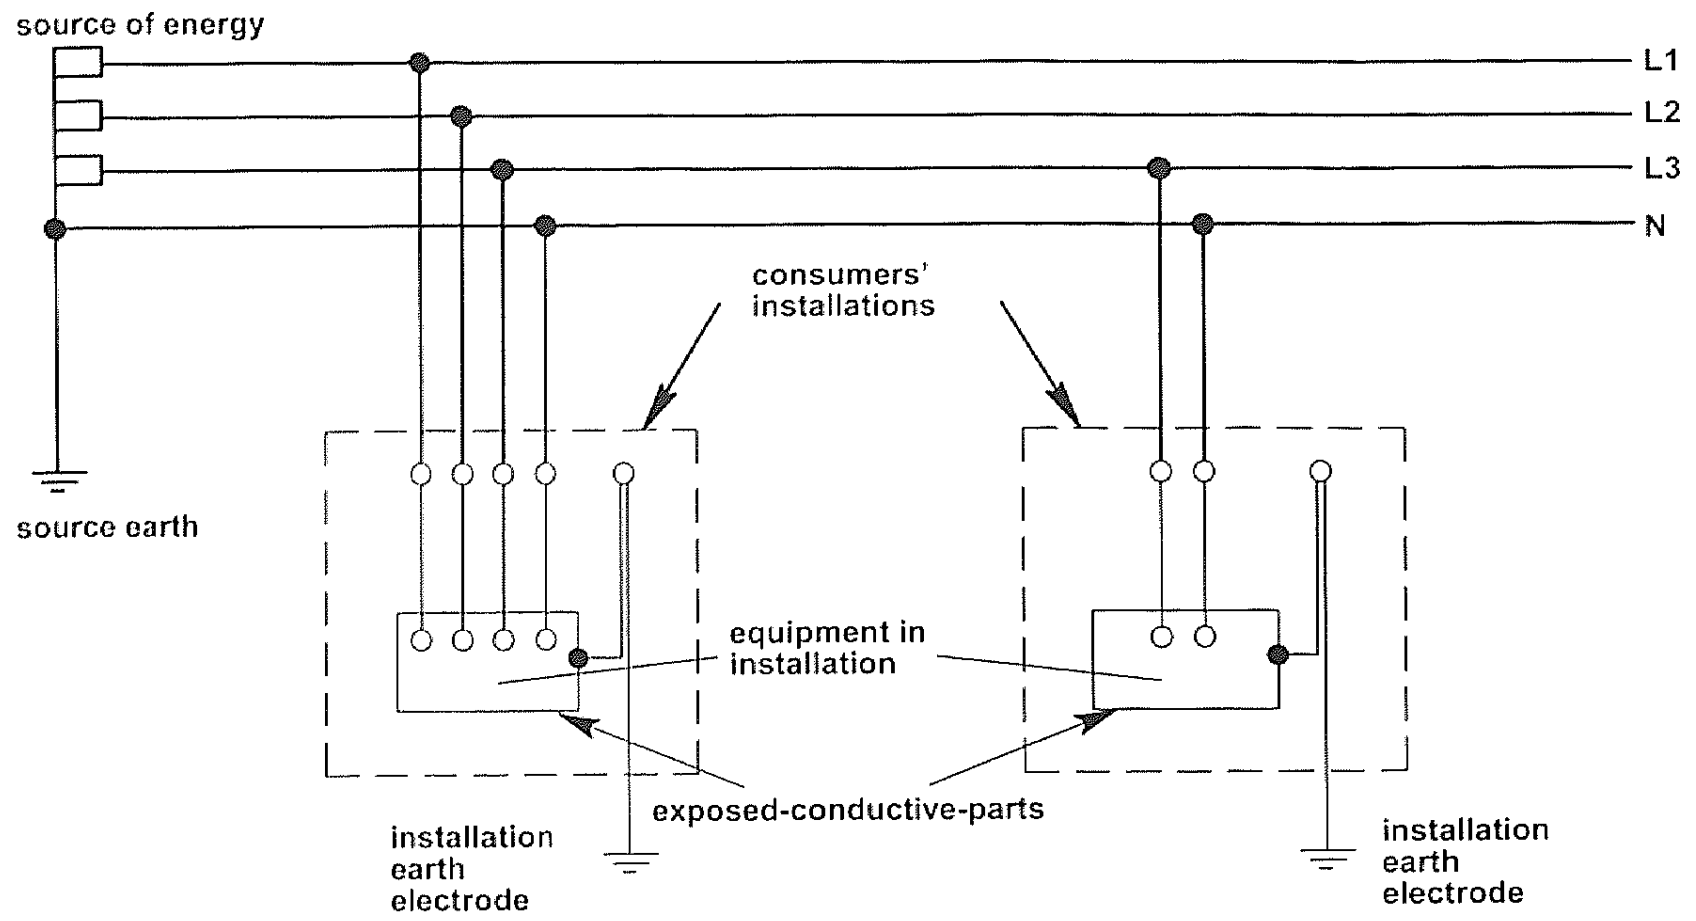 source of energy
L1
L2
L3
N
consumers'
installations
source earth
equipment in
installation
exposed-conductive-parts
installation
earth
electrode
installation
earth
electrode